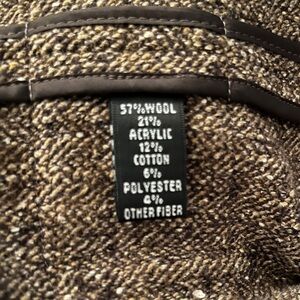 57% WOOL
21%
ACRYLIC
12%
COTTON
6%
POLYESTER
4%
OTHER FIBER